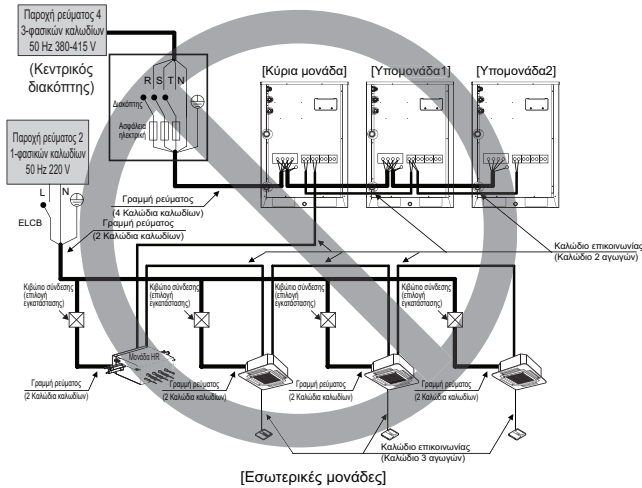 Παροχή ρεύματος 4
3-φασικών καλωδίων
50 Hz 380-415 V
(Κεντρικός
διακόπτης)
R S T N
Διακόπτης
Ασφάλεια
ηλεκτρική
[Κύρια μονάδα]
[Υπομονάδα1]
[Υπομονάδα2]
Παροχή ρεύματος 2
1-φασικών καλωδίων
50 Hz 220 V
L N
ELCB
Γραμμή ρεύματος
(4 Καλώδια καλωδίων)
Γραμμή ρεύματος
(2 Καλώδια καλωδίων)
Καλώδιο επικοινωνίας
(Καλώδιο 2 αγωγών)
Κιβώτιο σύνδεσης
(επιλογή
εγκατάστασης)
Κιβώτιο σύνδεσης
(επιλογή
εγκατάστασης)
Κιβώτιο σύνδεσης
(επιλογή
εγκατάστασης)
Κιβώτιο σύνδεσης
(επιλογή
εγκατάστασης)
Μονάδα HR
Γραμμή ρεύματος
(2 Καλώδια καλωδίων)
Γραμμή ρεύματος
(2 Καλώδια καλωδίων)
Γραμμή ρεύματος
(2 Καλώδια καλωδίων)
Γραμμή ρεύματος
(2 Καλώδια καλωδίων)
Καλώδιο επικοινωνίας
(Καλώδιο 3 αγωγών)
[Εσωτερικές μονάδες]